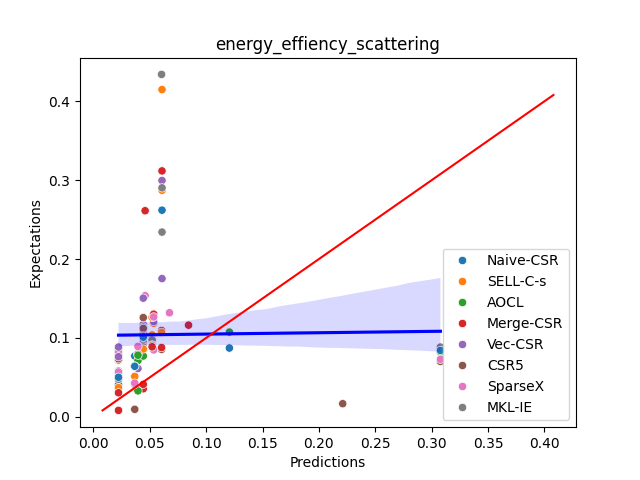 energy_effiency_scattering
Expectations
0.4
0.3
0.2
0.1
0.0
Naive-CSR
SELL-C-s
AOCL
Merge-CSR
Vec-CSR
CSR5
SparseX
MKL-IE
0.00 0.05 0.10 0.15 0.20 0.25 0.30 0.35 0.40
Predictions